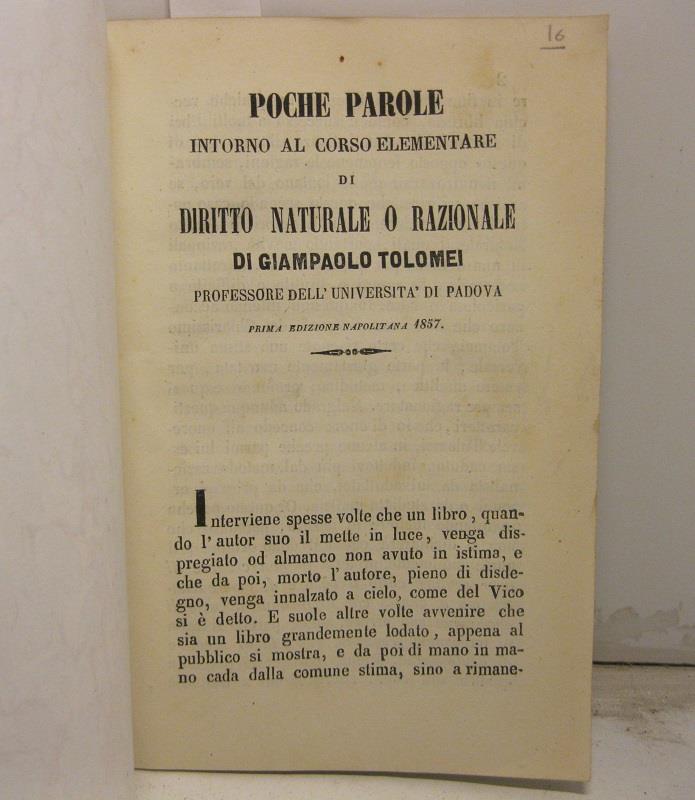 16
POCHE PAROLE
INTORNO AL CORSO ELEMENTARE
DI
DIRITTO NATURALE O RAZIONALE
DI GIAMPAOLO TOLOMEI
PROFESSORE DELL' UNIVERSITA' DI PADOVA
PRIMA EDIZIONE NAPOLITANA 1857.
Interviene spesse volte che un libro, quan-
do l' autor suo il mette in luce, venga dis-
pregiato od almanco non avuto in istima, e
che da poi, morto l' autore, pieno di disde-
gno, venga innalzato a cielo, come del Vico
si è detto. E suole altre volte avvenire che
sia un libro grandemente lodato, appena al
pubblico si mostra, e da poi di mano in ma-
no cada dalla comune stima, sino a rimane-